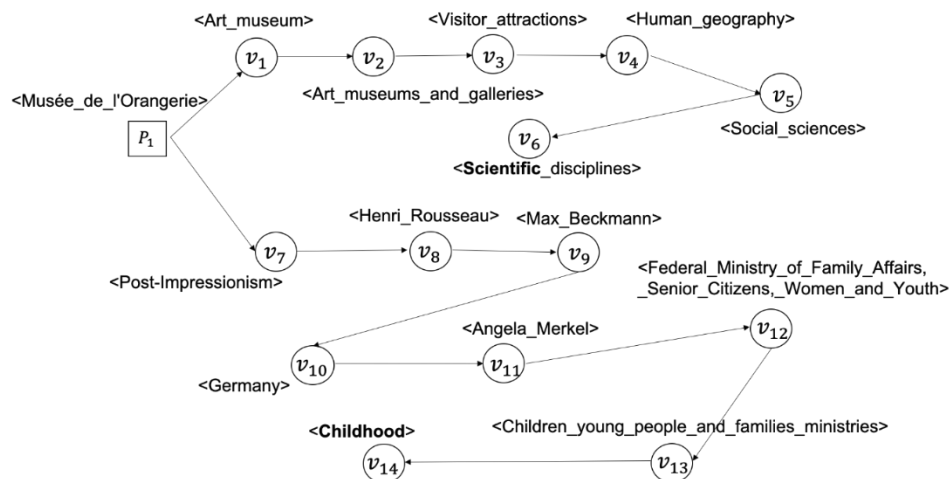 <Art_museum>
<Visitor_attractions>
<Human_geography>
v1
v2
v3
v4
<Musée_de_l'Orangerie>
<Art_museums_and_galleries>
v5
P1
v6
<Social_sciences>
<Scientific_disciplines>
<Henri_Rousseau>
<Max_Beckmann>
v7
v8
v9
<Post-Impressionism>
<Federal_Ministry_of_Family_Affairs,
_Senior_Citizens,_Women_and_Youth>
<Angela_Merkel>
v12
v10
v11
<Germany>
<Childhood>
<Children_young_people_and_families_ministries>
v14
v13